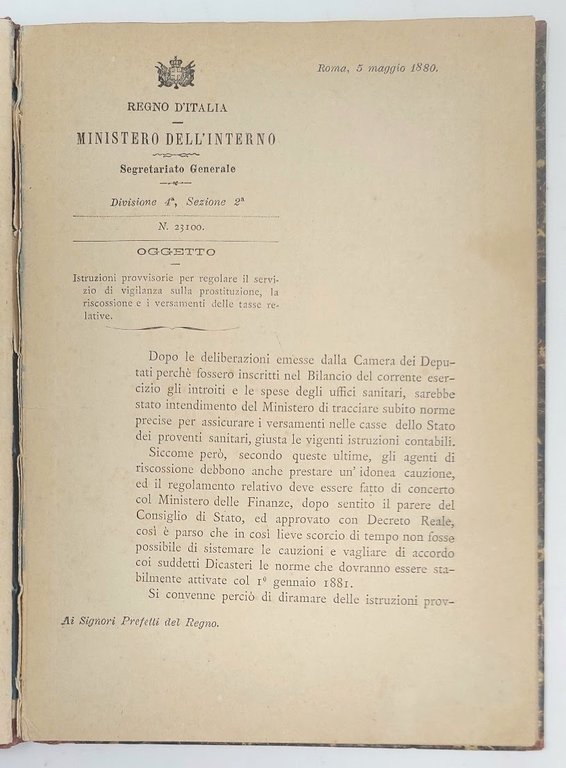 Roma, 5 maggio 1880.
REGNO D'ITALIA
MINISTERO DELL'INTERNO
Segretariato Generale
Divisione 4ª, Sezione 2ª
N. 23100.
OGGETTO
Istruzioni provvisorie per regolare il servi-
zio di vigilanza sulla prostituzione, la
riscossione e i versamenti delle tasse re-
lative.
Dopo le deliberazioni emesse dalla Camera dei Depu-
tati perchè fossero inscritti nel Bilancio del corrente eser-
cizio gli introiti e le spese degli uffici sanitari, sarebbe
stato intendimento del Ministero di tracciare subito norme
precise per assicurare i versamenti nelle casse dello Stato
dei proventi sanitari, giusta le vigenti istruzioni contabili.
Siccome però, secondo queste ultime, gli agenti di
riscossione debbono anche prestare un' idonea cauzione,
ed il regolamento relativo deve essere fatto di concerto
col Ministero delle Finanze, dopo sentito il parere del
Consiglio di Stato, ed approvato con Decreto Reale,
così è parso che in così lieve scorcio di tempo non fosse
possibile di sistemare le cauzioni e vagliare di accordo
coi suddetti Dicasteri le norme che dovranno essere sta-
bilmente attivate col 1º gennaio 1881.
Si convenne perciò di diramare delle istruzioni prov-
Ai Signori Prefetti del Regno.